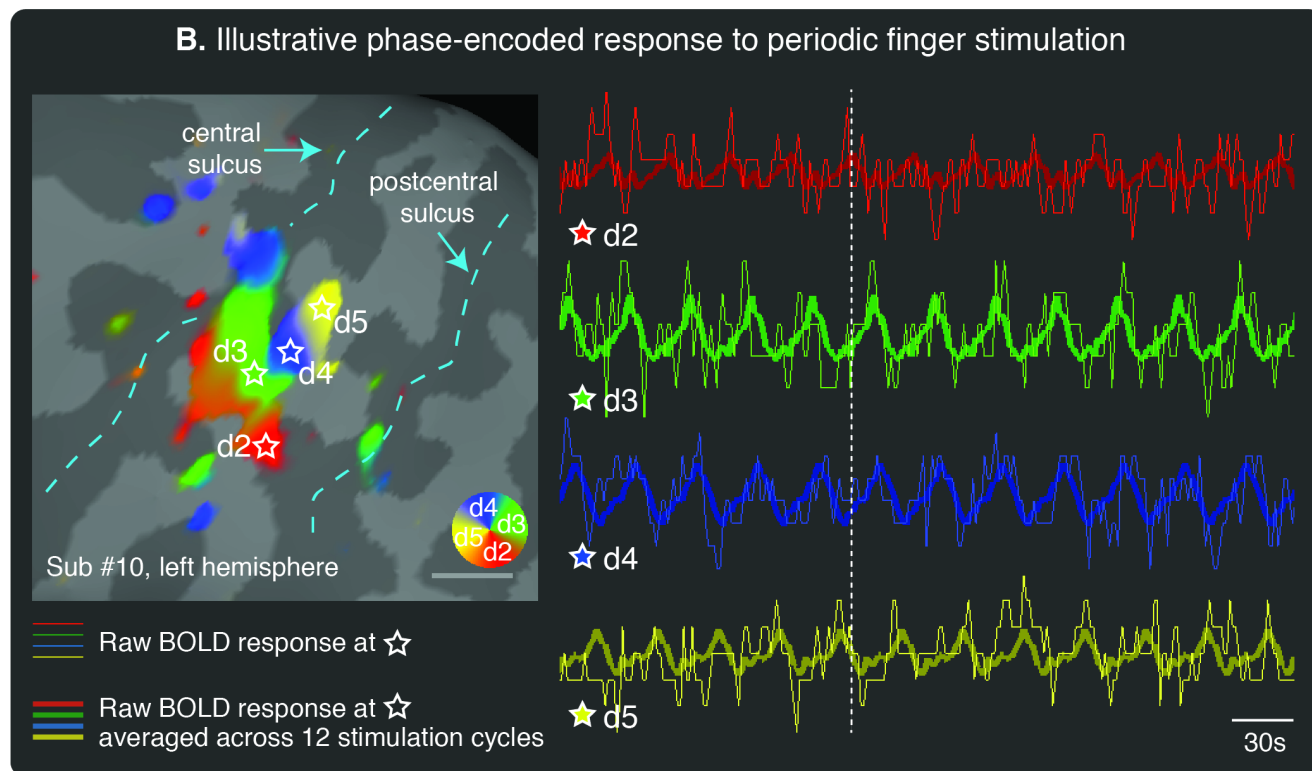 B. Illustrative phase-encoded response to periodic finger stimulation
central
sulcus
postcentral
sulcus
d5
d3
d4
d2
d4
d3
d5
d2
Sub #10, left hemisphere
Raw BOLD response at ☆
Raw BOLD response at ☆
averaged across 12 stimulation cycles
d2
d3
d4
d5
30s